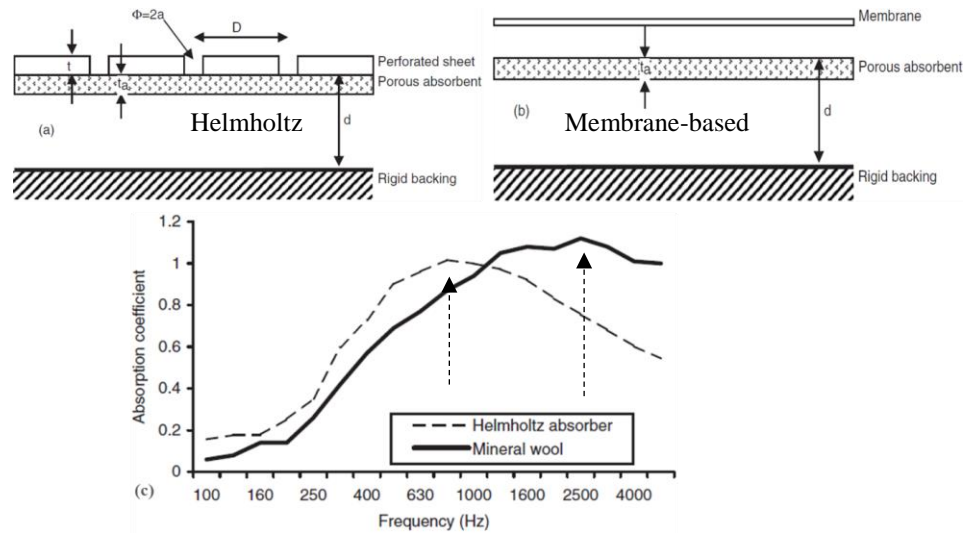 Φ=2a
D
t
ta
Perforated sheet
Porous absorbent
(a)
Helmholtz
d
Rigid backing
Membrane
ta
Porous absorbent
(b)
Membrane-based
d
Rigid backing
1.2
1
0.8
0.6
0.4
0.2
0
Absorption coefficient
Helmholtz absorber
Mineral wool
(c)
100 160 250 400 630 1000 1600 2500 4000
Frequency (Hz)